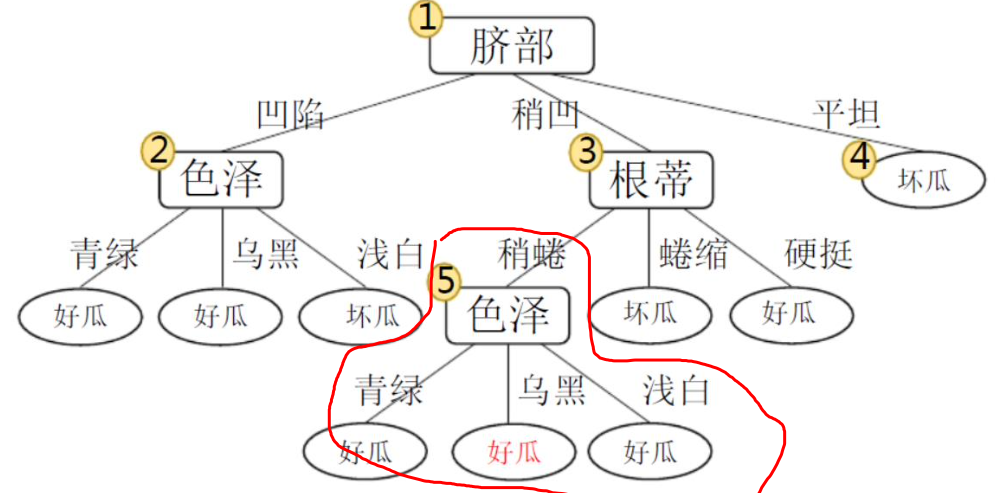 1
脐部
凹陷 稍凹 平坦
2 3 4
色泽 根蒂 坏瓜
青绿 乌黑 浅白 稍蜷 蜷缩 硬挺
5
好瓜 好瓜 坏瓜 色泽 坏瓜 好瓜
青绿 乌黑 浅白
好瓜 好瓜 好瓜